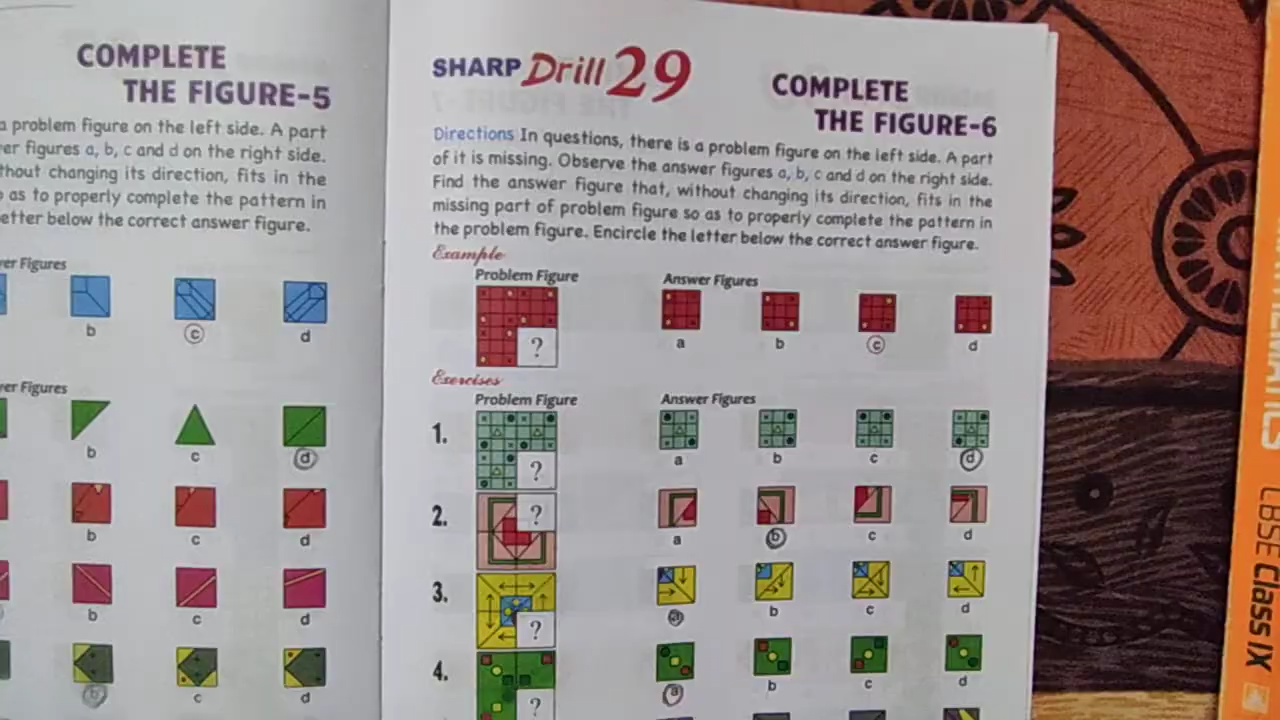 COMPLETE
THE FIGURE-5
a problem figure on the left side. A part
er figures a, b, c and d on the right side.
thout changing its direction, fits in the
as to properly complete the pattern in
etter below the correct answer figure.
er Figures
b c d
er Figures
b c d
b c d
b c d
b c d
SHARP Drill 29
COMPLETE
THE FIGURE-6
Directions In questions, there is a problem figure on the left side. A part
of it is missing. Observe the answer figures a, b, c and d on the right side.
Find the answer figure that, without changing its direction, fits in the
missing part of problem figure so as to properly complete the pattern in
the problem figure. Encircle the letter below the correct answer figure.
Example
Problem Figure Answer Figures
?
a b c d
Exercises
Problem Figure Answer Figures
1. ?
a b c d
2. ?
a b c d
3. ?
a b c d
4. ?
a b c d
CBSE Class IX